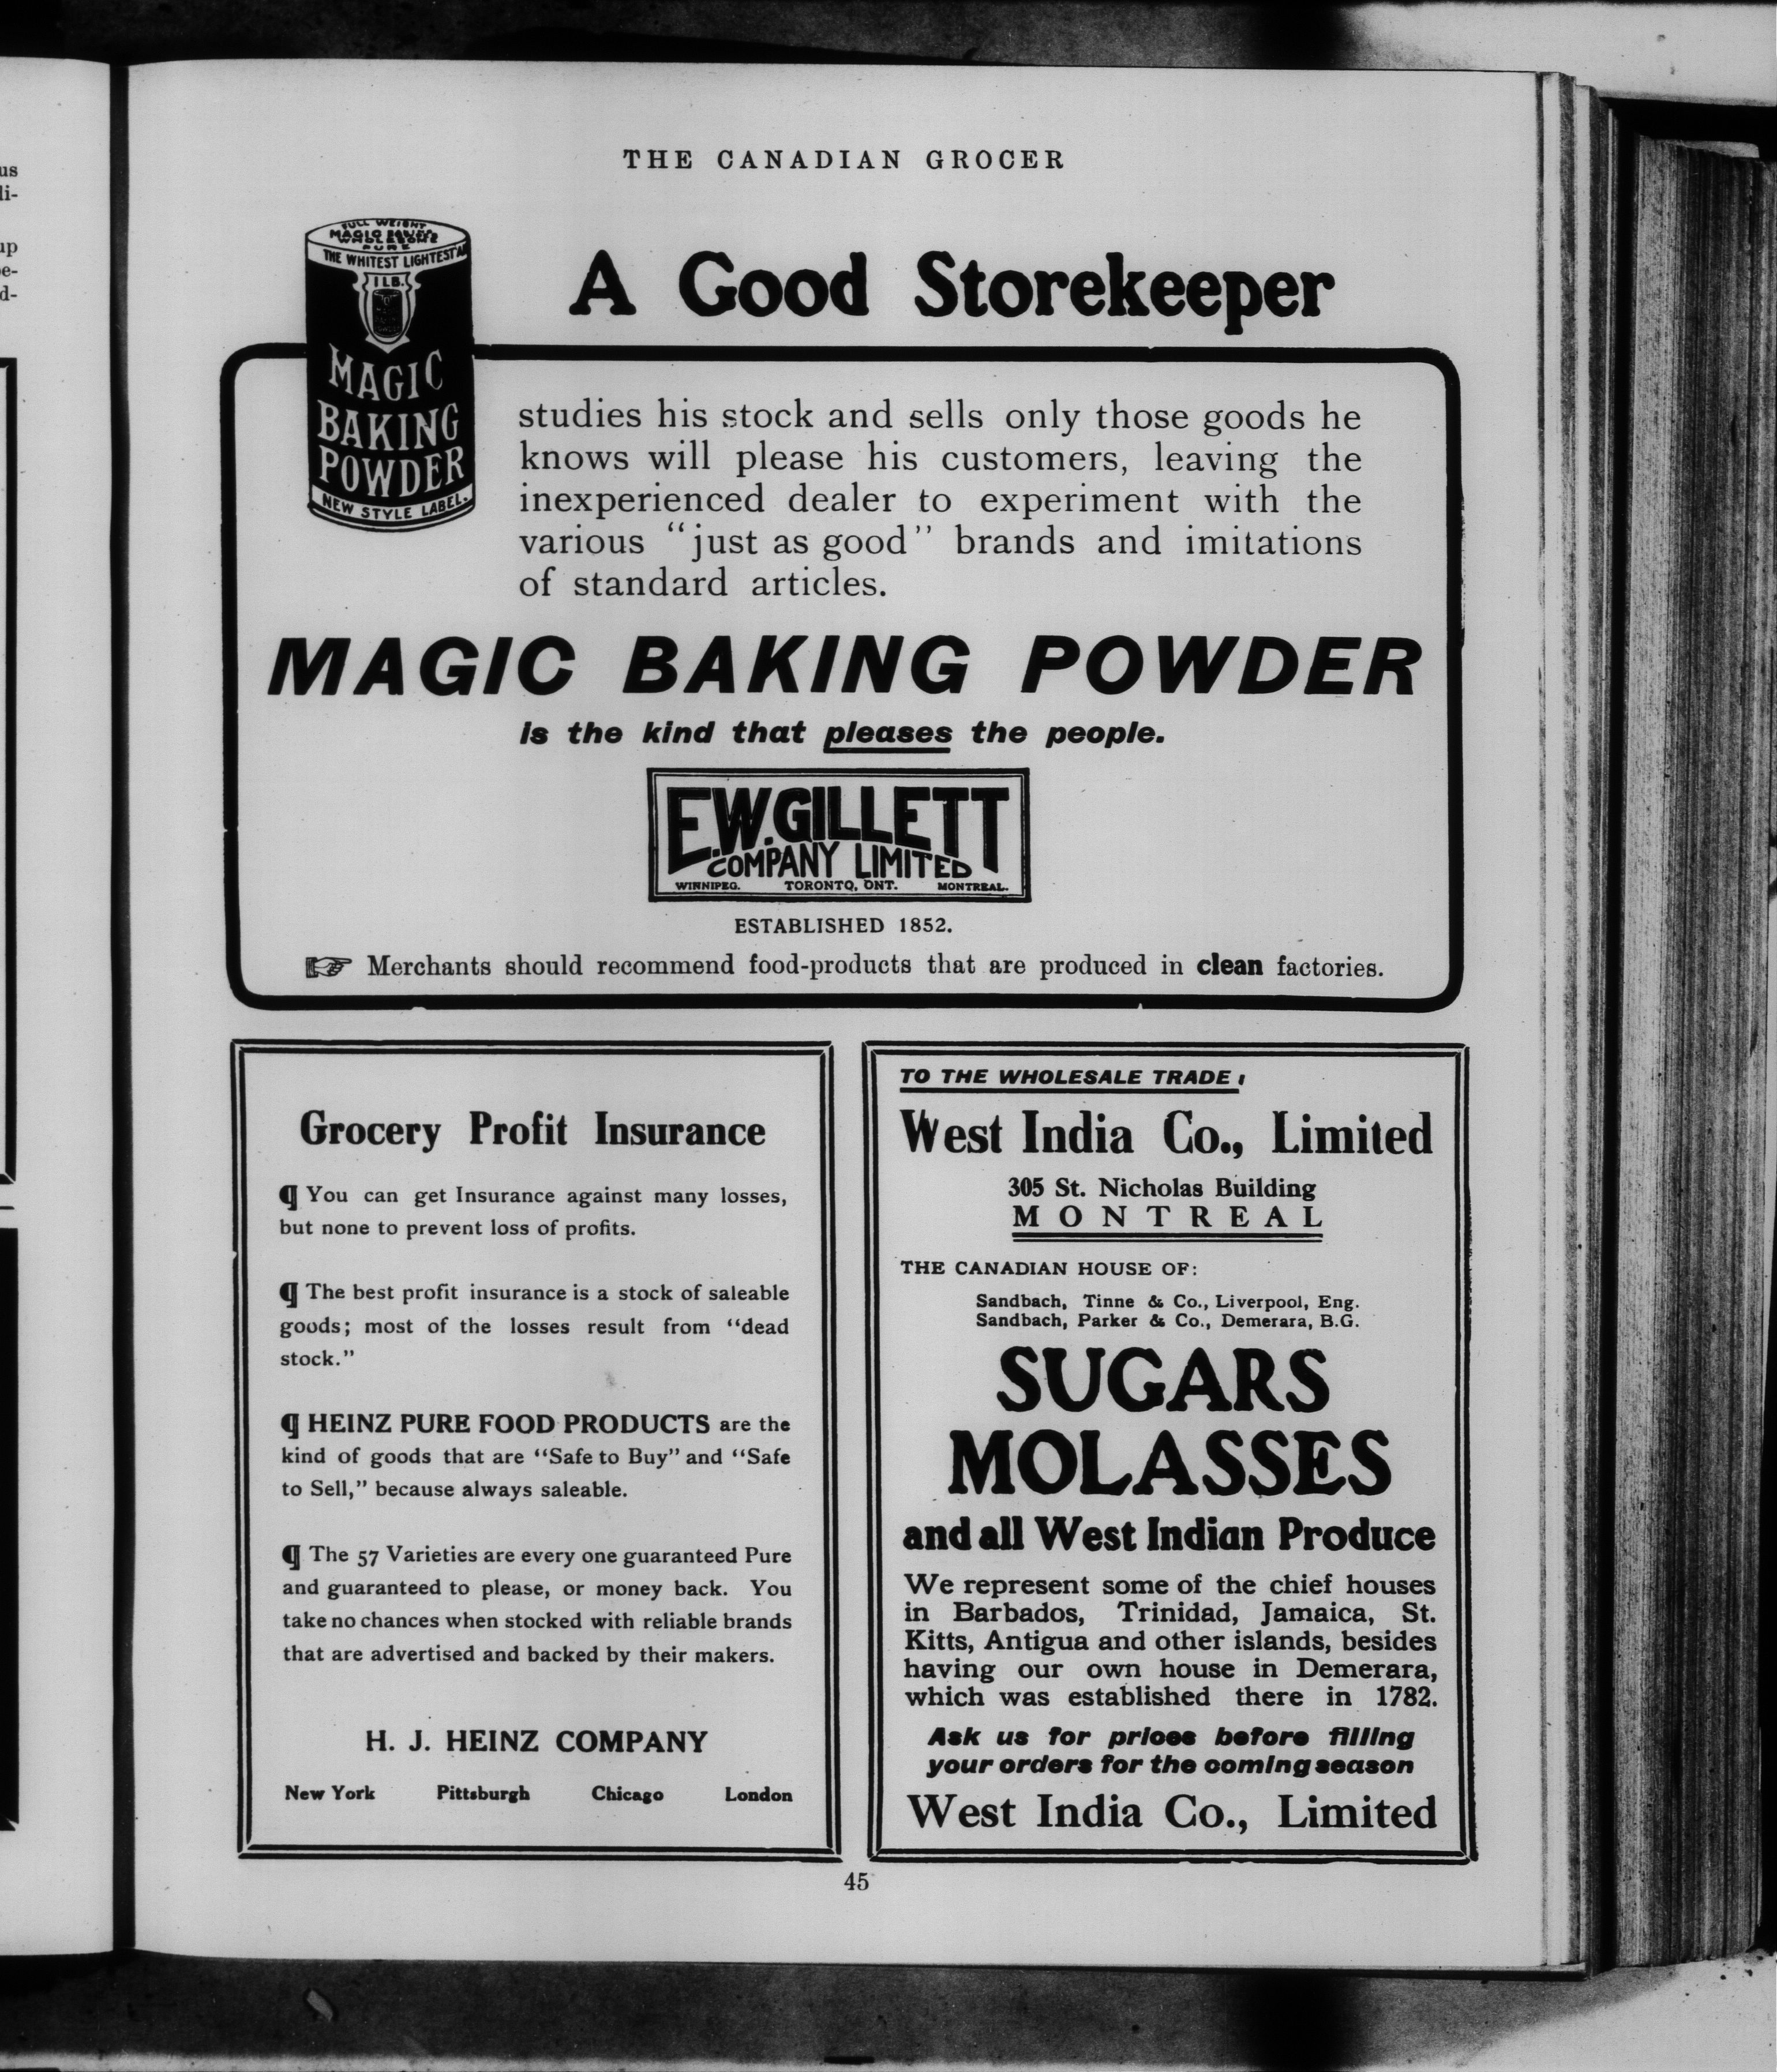 us
li-
up
e-
d-
THE CANADIAN GROCER
FULL WEIGHT
MAGIC
WHOLESOME
PURE
THE WHITEST LIGHTEST
1 LB.
MAGIC
BAKING
POWDER
NEW STYLE LABEL.
A Good Storekeeper
studies his stock and sells only those goods he
knows will please his customers, leaving the
inexperienced dealer to experiment with the
various "just as good" brands and imitations
of standard articles.
MAGIC BAKING POWDER
is the kind that pleases the people.
E.W. GILLETT
COMPANY LIMITED
WINNIPEG. TORONTO, ONT. MONTREAL.
ESTABLISHED 1852.
☞ Merchants should recommend food-products that are produced in clean factories.
Grocery Profit Insurance
¶ You can get Insurance against many losses,
but none to prevent loss of profits.
¶ The best profit insurance is a stock of saleable
goods; most of the losses result from "dead
stock."
¶ HEINZ PURE FOOD PRODUCTS are the
kind of goods that are "Safe to Buy" and "Safe
to Sell," because always saleable.
¶ The 57 Varieties are every one guaranteed Pure
and guaranteed to please, or money back. You
take no chances when stocked with reliable brands
that are advertised and backed by their makers.
H. J. HEINZ COMPANY
New York Pittsburgh Chicago London
TO THE WHOLESALE TRADE:
West India Co., Limited
305 St. Nicholas Building
MONTREAL
THE CANADIAN HOUSE OF:
Sandbach, Tinne & Co., Liverpool, Eng.
Sandbach, Parker & Co., Demerara, B.G.
SUGARS
MOLASSES
and all West Indian Produce
We represent some of the chief houses
in Barbados, Trinidad, Jamaica, St.
Kitts, Antigua and other islands, besides
having our own house in Demerara,
which was established there in 1782.
Ask us for prices before filling
your orders for the coming season
West India Co., Limited
45